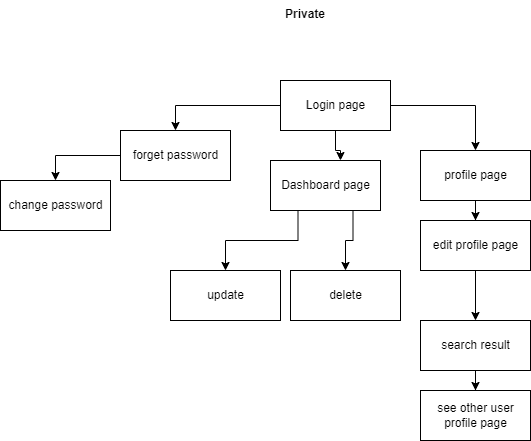 Private
Login page
forget password
change password
Dashboard page
profile page
edit profile page
update
delete
search result
see other user
profile page